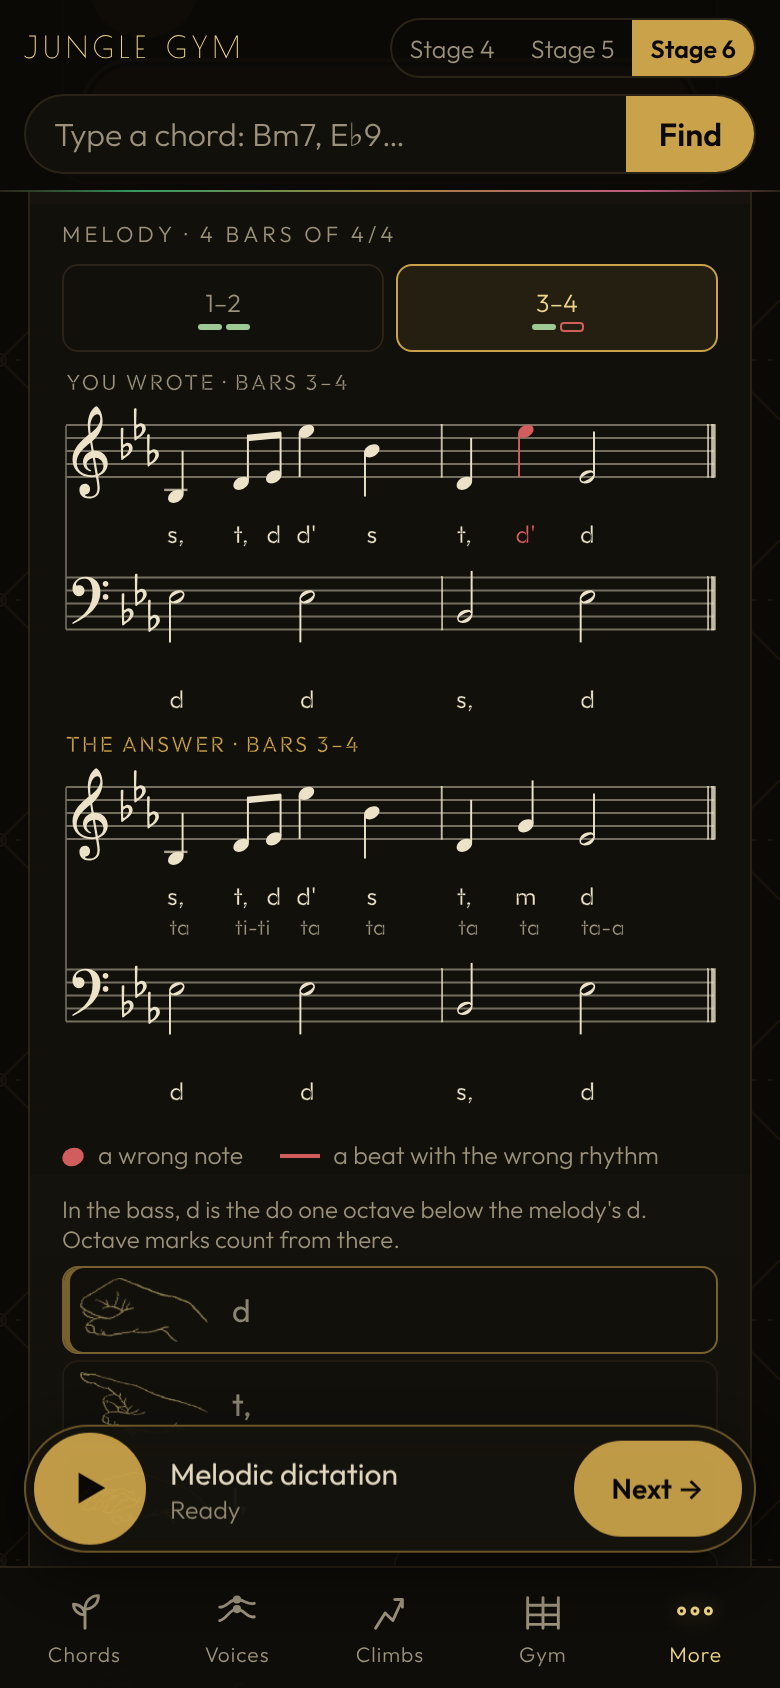 JUNGLE GYM
Stage 4 Stage 5 Stage 6
Type a chord: Bm7, E♭9... Find
MELODY · 4 BARS OF 4/4
1–2 3–4
YOU WROTE · BARS 3–4
s, t, d d' s t, d' d
d d s, d
THE ANSWER · BARS 3–4
s, t, d d' s t, m d
ta ti-ti ta ta ta ta ta-a
d d s, d
a wrong note a beat with the wrong rhythm
In the bass, d is the do one octave below the melody's d.
Octave marks count from there.
d
t,
Melodic dictation
Ready
Next →
Chords Voices Climbs Gym More